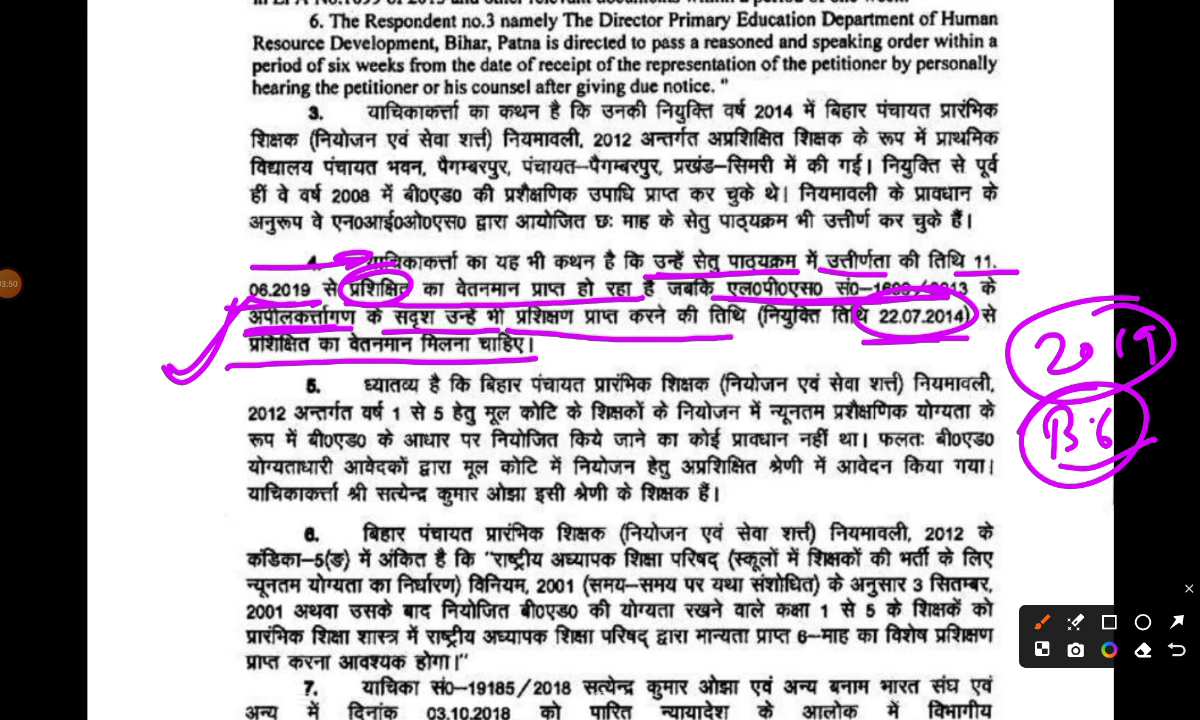 6. The Respondent no.3 namely The Director Primary Education Department of Human
Resource Development, Bihar, Patna is directed to pass a reasoned and speaking order within a
period of six weeks from the date of receipt of the representation of the petitioner by personally
hearing the petitioner or his counsel after giving due notice. "
3. याचिकाकर्त्ता का कथन है कि उनकी नियुक्ति वर्ष 2014 में बिहार पंचायत प्रारंभिक
शिक्षक (नियोजन एवं सेवा शर्त्त) नियमावली, 2012 अन्तर्गत अप्रशिक्षित शिक्षक के रूप में प्राथमिक
विद्यालय पंचायत भवन, पैगम्बरपुर, पंचायत–पैगम्बरपुर, प्रखंड–सिमरी में की गई। नियुक्ति से पूर्व
हीं वे वर्ष 2008 में बी०एड० की प्रशैक्षणिक उपाधि प्राप्त कर चुके थे। नियमावली के प्रावधान के
अनुरूप वे एन०आई०ओ०एस० द्वारा आयोजित छः माह के सेतु पाठ्यक्रम भी उत्तीर्ण कर चुके हैं।
4. याचिकाकर्त्ता का यह भी कथन है कि उन्हें सेतु पाठ्यक्रम में उत्तीर्णता की तिथि 11.
06.2019 से प्रशिक्षित का वेतनमान प्राप्त हो रहा है जबकि एल०पी०एस० सं०– के
अपीलकर्त्तागण के सदृश उन्हें भी प्रशिक्षण प्राप्त करने की तिथि (नियुक्ति तिथि 22.07.2014) से
प्रशिक्षित का वेतनमान मिलना चाहिए।
2019
5. ध्यातव्य है कि बिहार पंचायत प्रारंभिक शिक्षक (नियोजन एवं सेवा शर्त्त) नियमावली,
2012 अन्तर्गत वर्ष 1 से 5 हेतु मूल कोटि के शिक्षकों के नियोजन में न्यूनतम प्रशैक्षणिक योग्यता के
रूप में बी०एड० के आधार पर नियोजित किये जाने का कोई प्रावधान नहीं था। फलतः बी०एड०
योग्यताधारी आवेदकों द्वारा मूल कोटि में नियोजन हेतु अप्रशिक्षित श्रेणी में आवेदन किया गया।
याचिकाकर्त्ता श्री सत्येन्द्र कुमार ओझा इसी श्रेणी के शिक्षक हैं।
6. बिहार पंचायत प्रारंभिक शिक्षक (नियोजन एवं सेवा शर्त्त) नियमावली, 2012 के
कंडिका–5(ङ) में अंकित है कि "राष्ट्रीय अध्यापक शिक्षा परिषद् (स्कूलों में शिक्षकों की भर्ती के लिए
न्यूनतम योग्यता का निर्धारण) विनियम, 2001 (समय–समय पर यथा संशोधित) के अनुसार 3 सितम्बर,
2001 अथवा उसके बाद नियोजित बी०एड० की योग्यता रखने वाले कक्षा 1 से 5 के शिक्षकों को
प्रारंभिक शिक्षा शास्त्र में राष्ट्रीय अध्यापक शिक्षा परिषद् द्वारा मान्यता प्राप्त 6–माह का विशेष प्रशिक्षण
प्राप्त करना आवश्यक होगा।"
7. याचिका सं०–19185/2018 सत्येन्द्र कुमार ओझा एवं अन्य बनाम भारत संघ एवं
अन्य में दिनांक 03.10.2018 को पारित न्यायादेश के आलोक में विभागीय